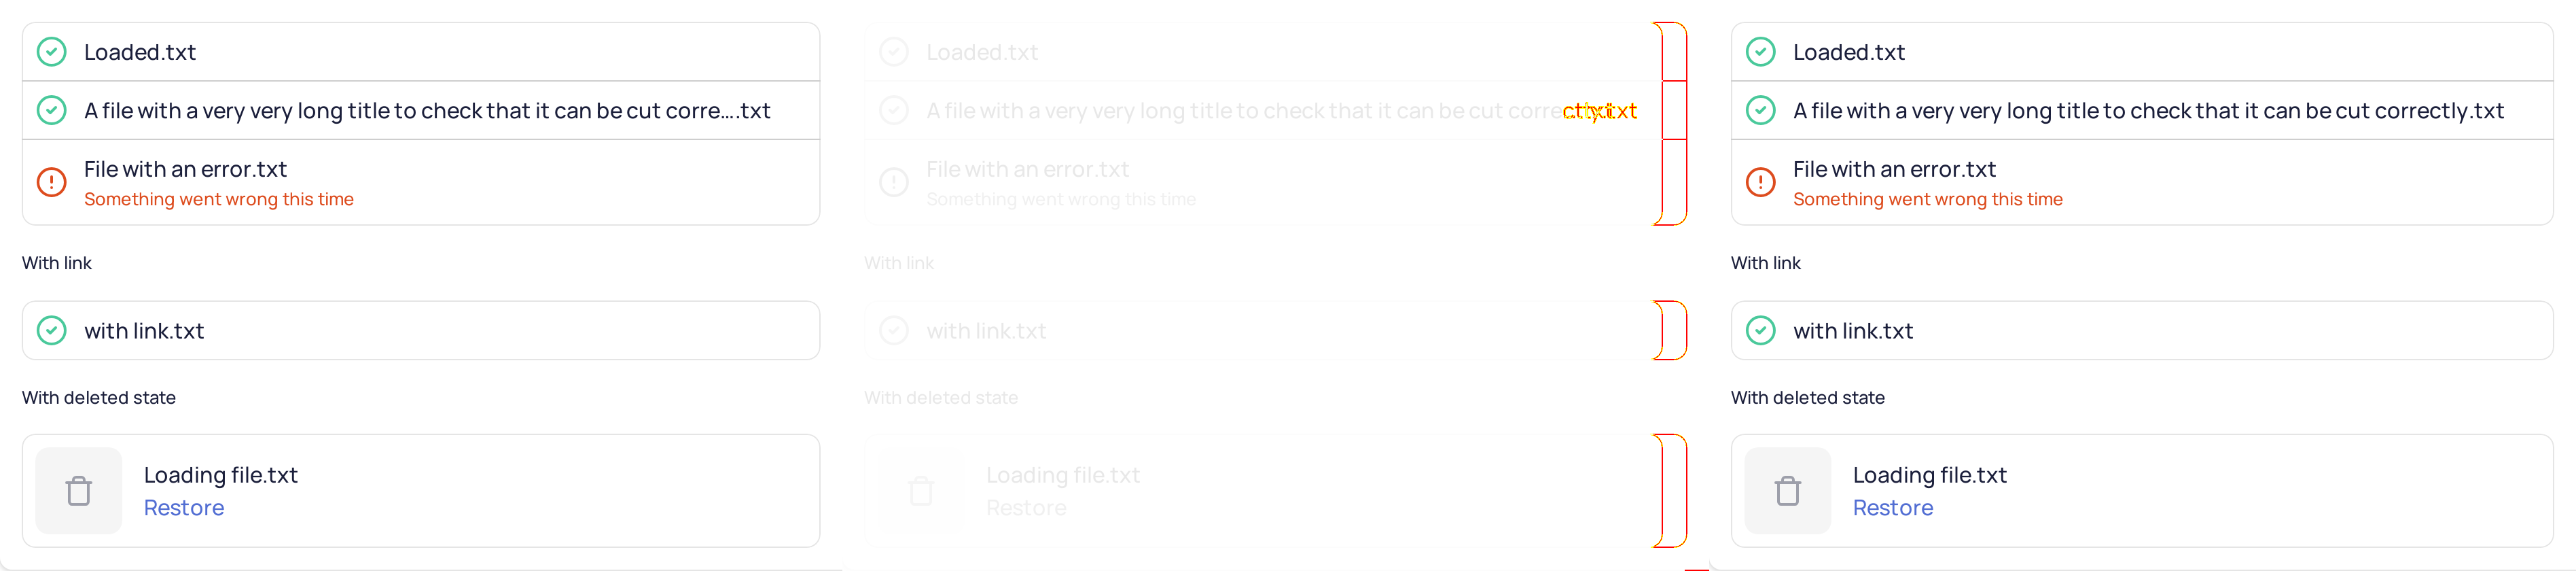 Loaded.txt
A file with a very very long title to check that it can be cut corre….txt
File with an error.txt
Something went wrong this time
With link
with link.txt
With deleted state
Loading file.txt
Restore
Loaded.txt
A file with a very very long title to check that it can be cut
File with an error.txt
Something went wrong this time
With link
with link.txt
With deleted state
Loading file.txt
Restore
Loaded.txt
A file with a very very long title to check that it can be cut correctly.txt
File with an error.txt
Something went wrong this time
With link
with link.txt
With deleted state
Loading file.txt
Restore